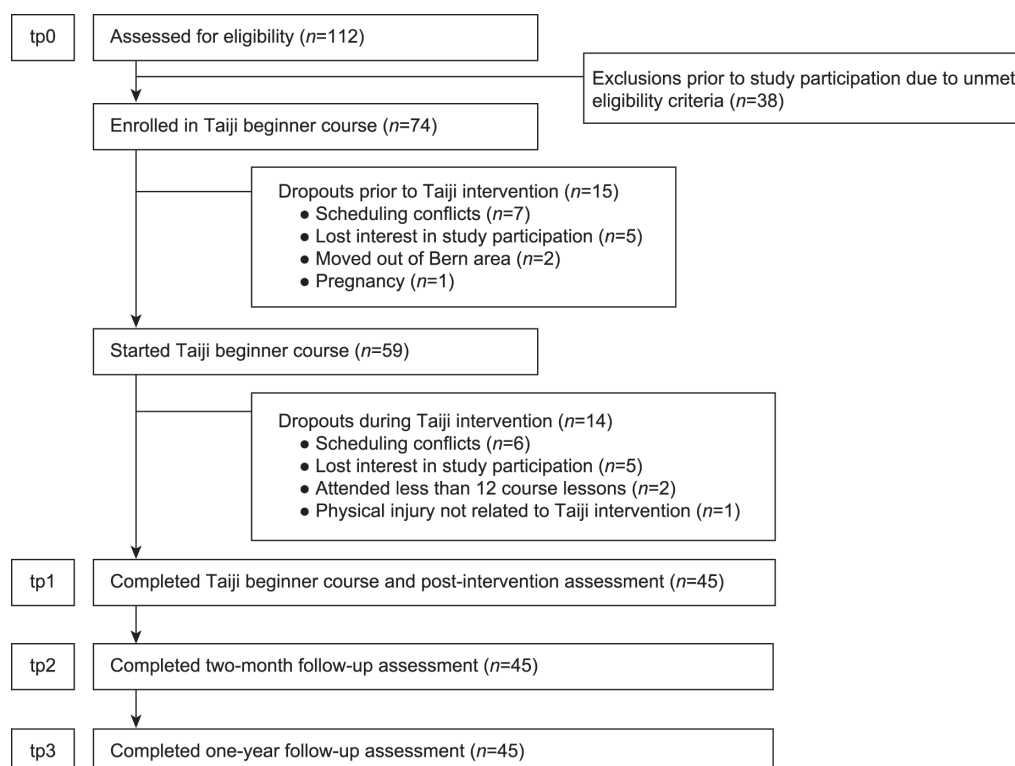 tp0
Assessed for eligibility (n=112)
Exclusions prior to study participation due to unmet
eligibility criteria (n=38)
Enrolled in Taiji beginner course (n=74)
Dropouts prior to Taiji intervention (n=15)
● Scheduling conflicts (n=7)
● Lost interest in study participation (n=5)
● Moved out of Bern area (n=2)
● Pregnancy (n=1)
Started Taiji beginner course (n=59)
Dropouts during Taiji intervention (n=14)
● Scheduling conflicts (n=6)
● Lost interest in study participation (n=5)
● Attended less than 12 course lessons (n=2)
● Physical injury not related to Taiji intervention (n=1)
tp1
Completed Taiji beginner course and post-intervention assessment (n=45)
tp2
Completed two-month follow-up assessment (n=45)
tp3
Completed one-year follow-up assessment (n=45)